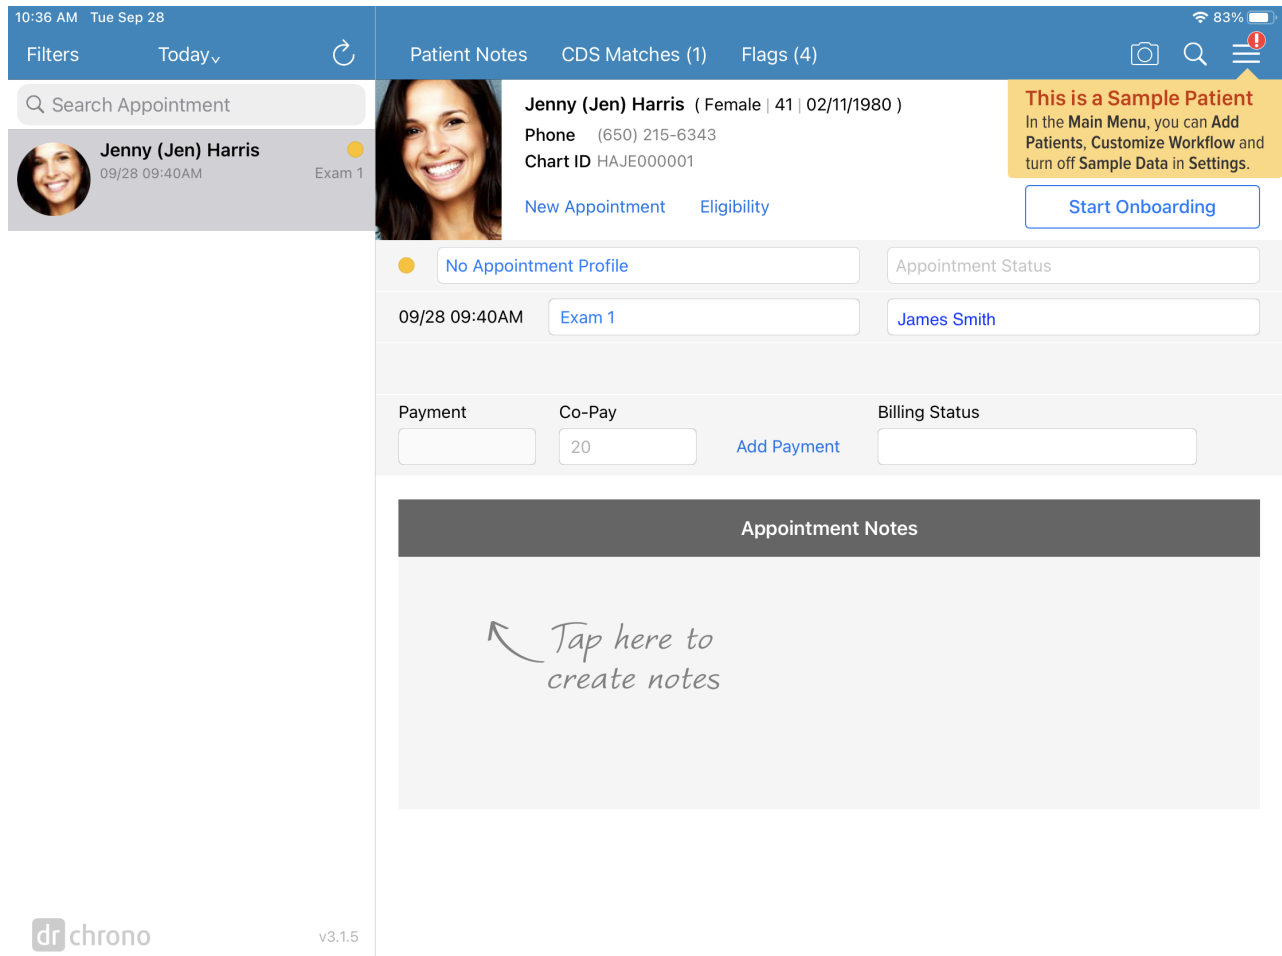 10:36 AM Tue Sep 28
83%
Filters
Today
Patient Notes
CDS Matches (1)
Flags (4)
!
Search Appointment
Jenny (Jen) Harris
09/28 09:40AM
Exam 1
Jenny (Jen) Harris ( Female | 41 | 02/11/1980 )
Phone (650) 215-6343
Chart ID HAJE000001
New Appointment
Eligibility
This is a Sample Patient
In the Main Menu, you can Add
Patients, Customize Workflow and
turn off Sample Data in Settings.
Start Onboarding
No Appointment Profile
Appointment Status
09/28 09:40AM
Exam 1
James Smith
Payment
Co-Pay
Billing Status
20
Add Payment
Appointment Notes
Tap here to
create notes
dr chrono
v3.1.5